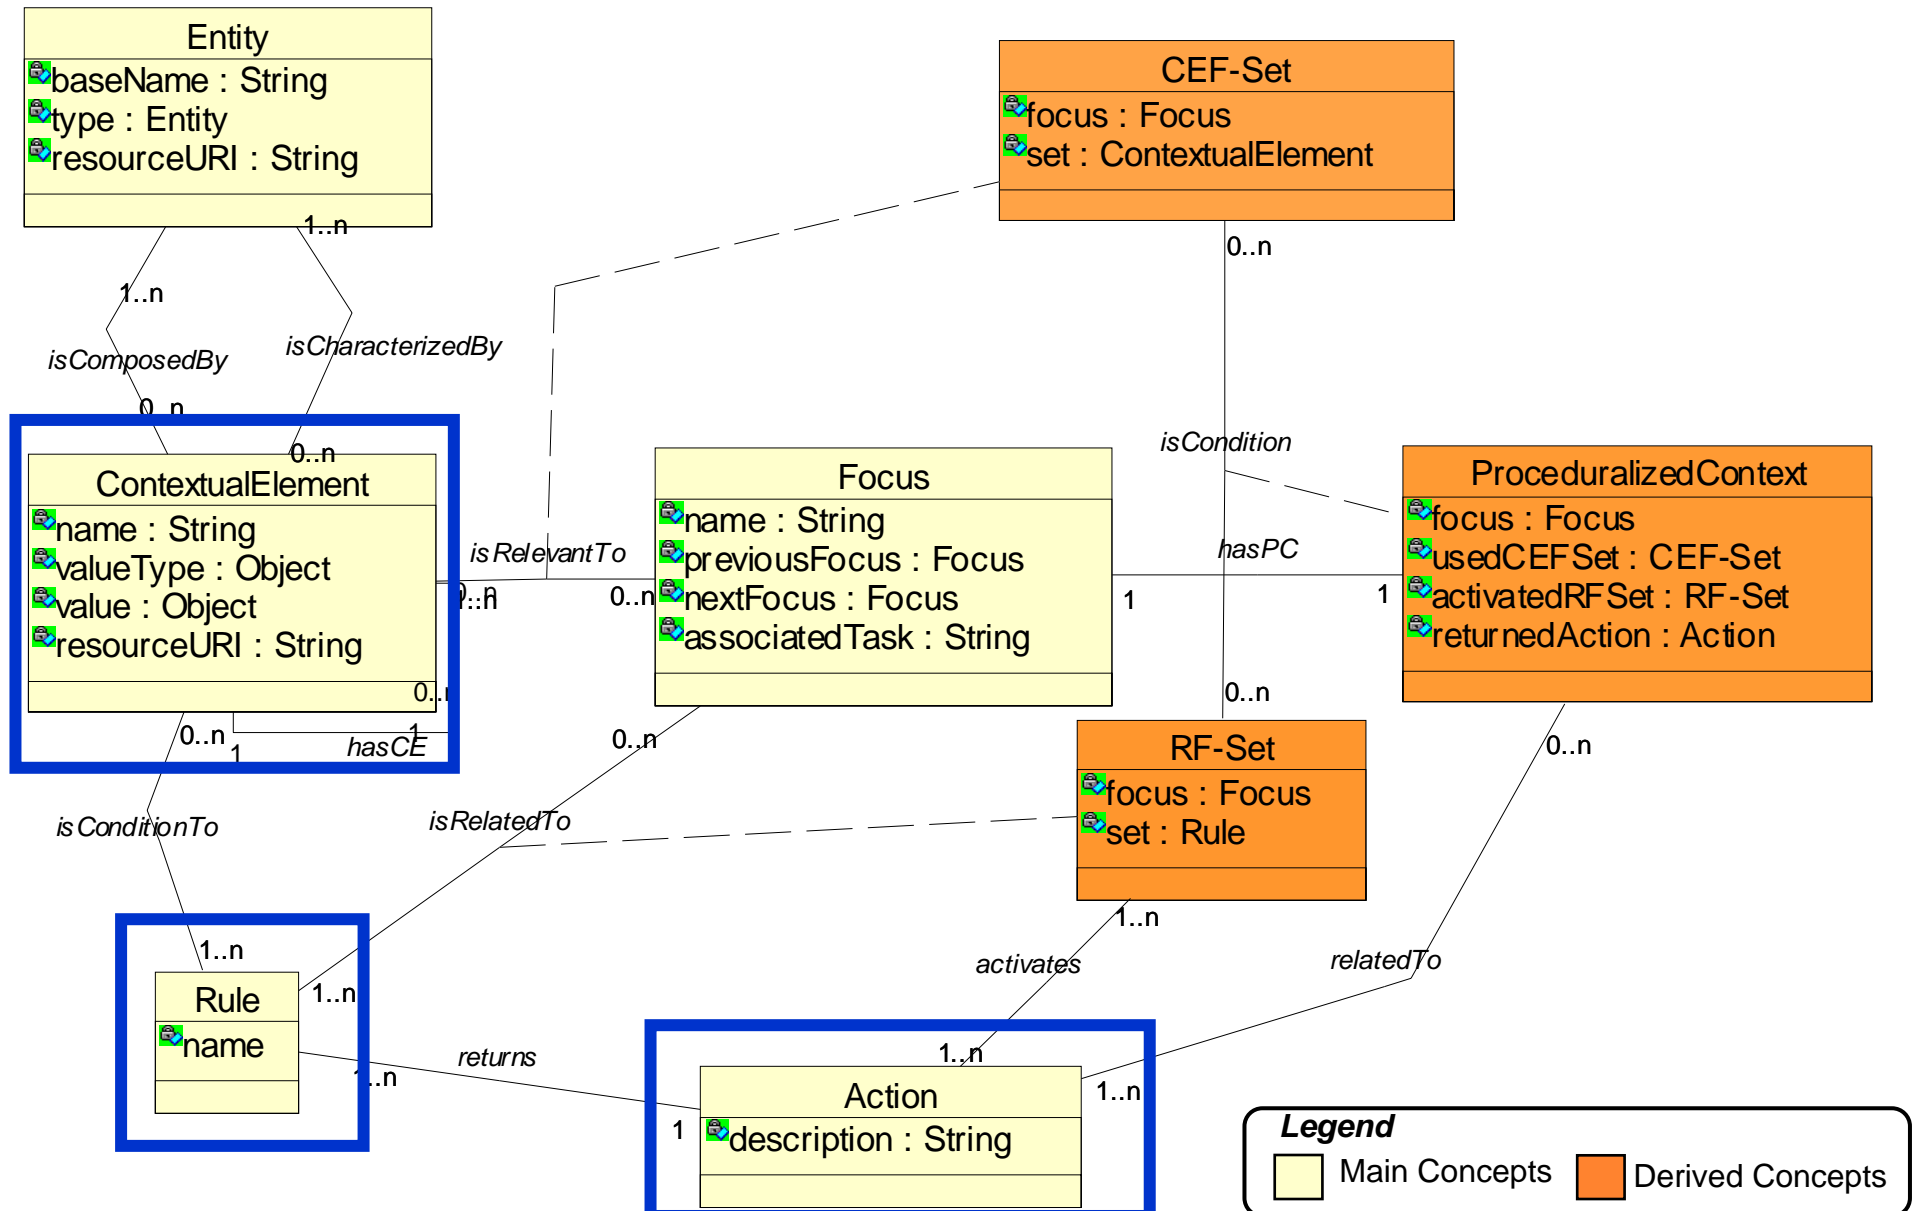 Entity
baseName : String
type : Entity
resourceURI : String
CEF-Set
focus : Focus
set : ContextualElement
1..n
1..n
0..n
isComposedBy
isCharacterizedBy
0..n
0..n
isCondition
ContextualElement
name : String
valueType : Object
value : Object
resourceURI : String
isRelevantTo
0..n
1..n
0..n
Focus
name : String
previousFocus : Focus
nextFocus : Focus
associatedTask : String
hasPC
1
1
ProceduralizedContext
focus : Focus
usedCEFSet : CEF-Set
activatedRFSet : RF-Set
returnedAction : Action
0..n
0..n
1
1
hasCE
0..n
0..n
0..n
RF-Set
focus : Focus
set : Rule
isConditionTo
isRelatedTo
1..n
1..n
activates
relatedTo
1..n
Rule
name
1..n
returns
1..n
1..n
1
Action
description : String
Legend
Main Concepts
Derived Concepts